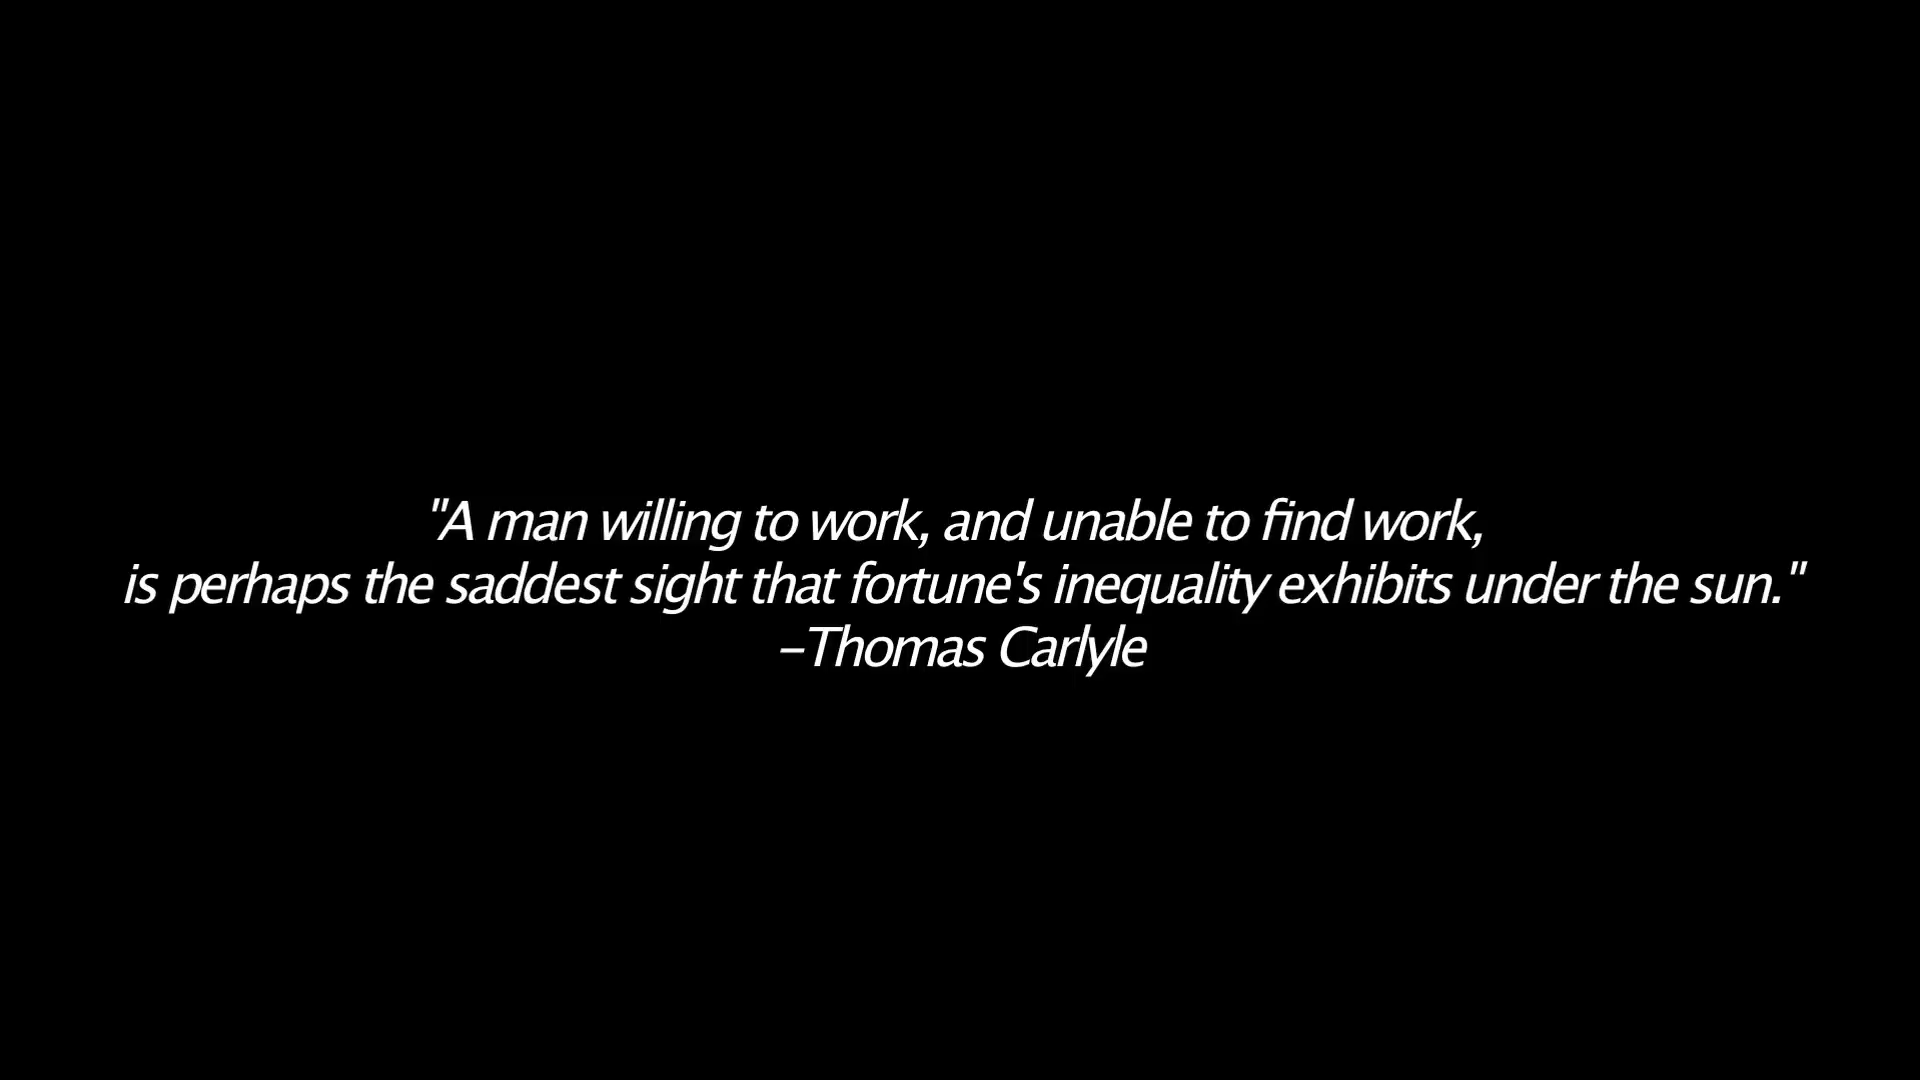 "A man willing to work, and unable to find work,
is perhaps the saddest sight that fortune's inequality exhibits under the sun."
–Thomas Carlyle